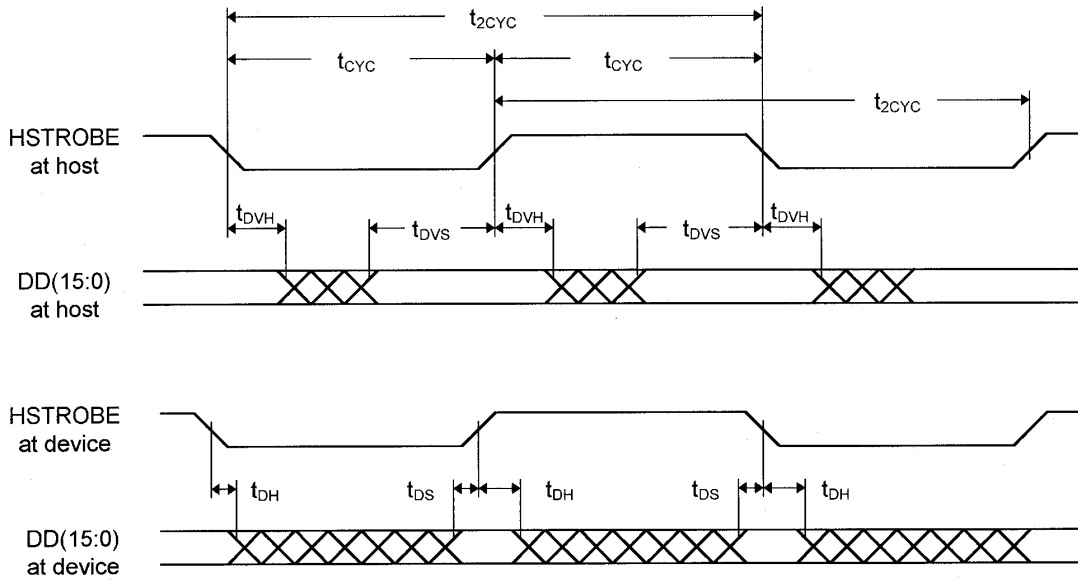 t2CYC
tCYC tCYC
t2CYC
HSTROBE
at host
tDVH tDVS tDVH tDVS tDVH
DD(15:0)
at host
HSTROBE
at device
tDH tDS tDH tDS tDH
DD(15:0)
at device